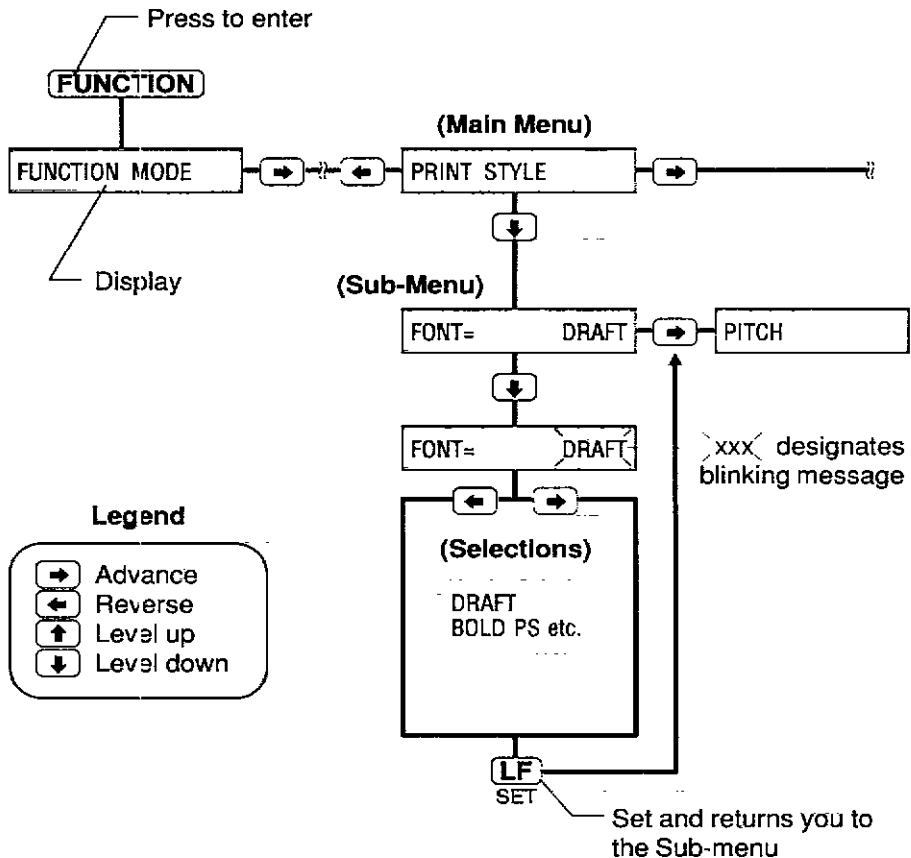 Press to enter
FUNCTION
(Main Menu)
FUNCTION MODE
PRINT STYLE
Display
(Sub-Menu)
FONT= DRAFT
PITCH
FONT= DRAFT
xxx designates
blinking message
Legend
Advance
Reverse
Level up
Level down
(Selections)
DRAFT
BOLD PS etc.
LF
SET
Set and returns you to
the Sub-menu